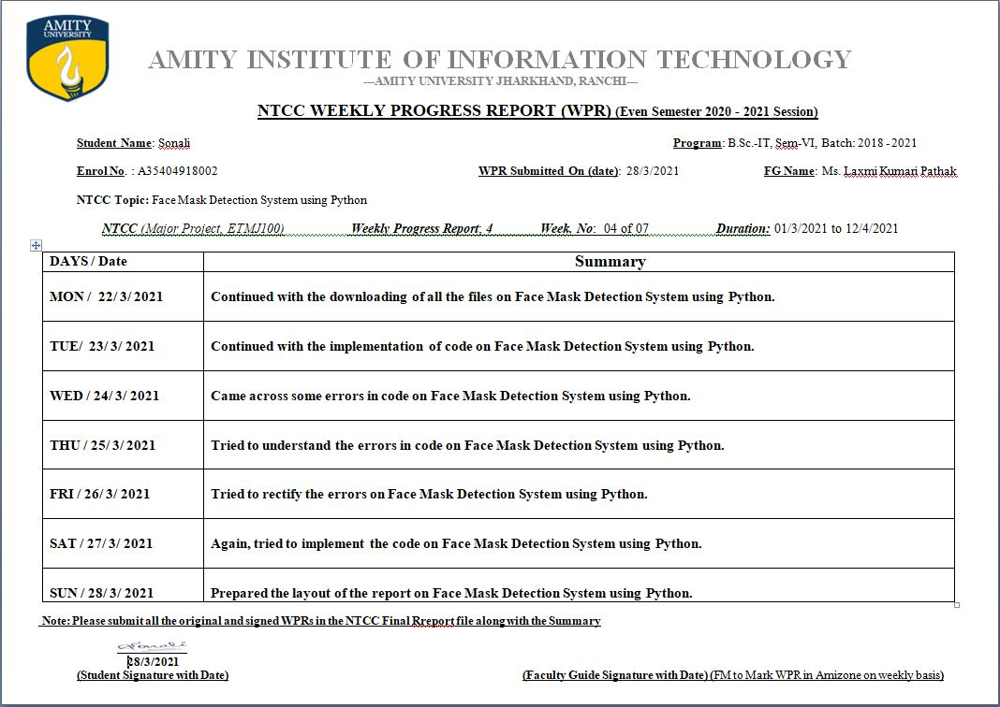 AMITY
UNIVERSITY
AMITY INSTITUTE OF INFORMATION TECHNOLOGY
---AMITY UNIVERSITY JHARKHAND, RANCHI---
NTCC WEEKLY PROGRESS REPORT (WPR) (Even Semester 2020 - 2021 Session)
Student Name: Sonali Program: B.Sc.-IT, Sem-VI, Batch: 2018 - 2021
Enrol No. : A35404918002 WPR Submitted On (date): 28/3/2021 FG Name: Ms. Laxmi Kumari Pathak
NTCC Topic: Face Mask Detection System using Python
NTCC (Major Project, ETMJ100) Weekly Progress Report: 4 Week. No: 04 of 07 Duration: 01/3/2021 to 12/4/2021
DAYS / Date Summary
MON / 22/ 3/ 2021 Continued with the downloading of all the files on Face Mask Detection System using Python.
TUE/ 23/ 3/ 2021 Continued with the implementation of code on Face Mask Detection System using Python.
WED / 24/ 3/ 2021 Came across some errors in code on Face Mask Detection System using Python.
THU / 25/ 3/ 2021 Tried to understand the errors in code on Face Mask Detection System using Python.
FRI / 26/ 3/ 2021 Tried to rectify the errors on Face Mask Detection System using Python.
SAT / 27/ 3/ 2021 Again, tried to implement the code on Face Mask Detection System using Python.
SUN / 28/ 3/ 2021 Prepared the layout of the report on Face Mask Detection System using Python.
Note: Please submit all the original and signed WPRs in the NTCC Final Rreport file along with the Summary
Sonali
28/3/2021
(Student Signature with Date) (Faculty Guide Signature with Date) (FM to Mark WPR in Amizone on weekly basis)